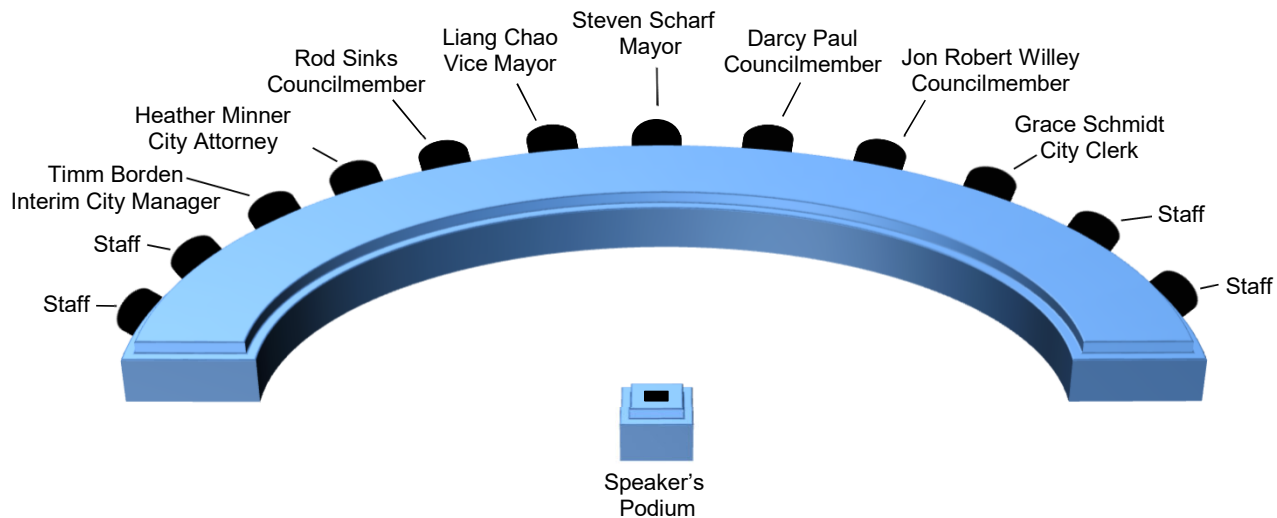 Steven Scharf
Mayor
Liang Chao
Vice Mayor
Darcy Paul
Councilmember
Rod Sinks
Councilmember
Jon Robert Willey
Councilmember
Heather Minner
City Attorney
Grace Schmidt
City Clerk
Timm Borden
Interim City Manager
Staff
Staff
Staff
Staff
Speaker’s
Podium